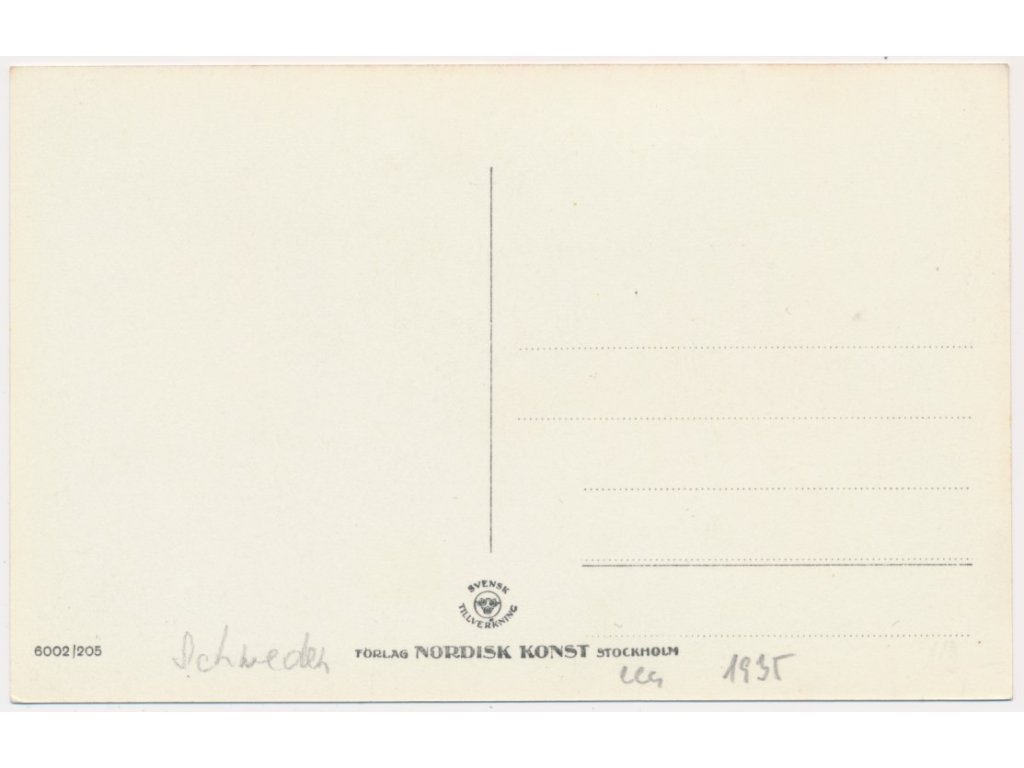 SVENSK
TILLVERKNING
6002/205 Schweden FÖRLAG NORDISK KONST STOCKHOLM
1935